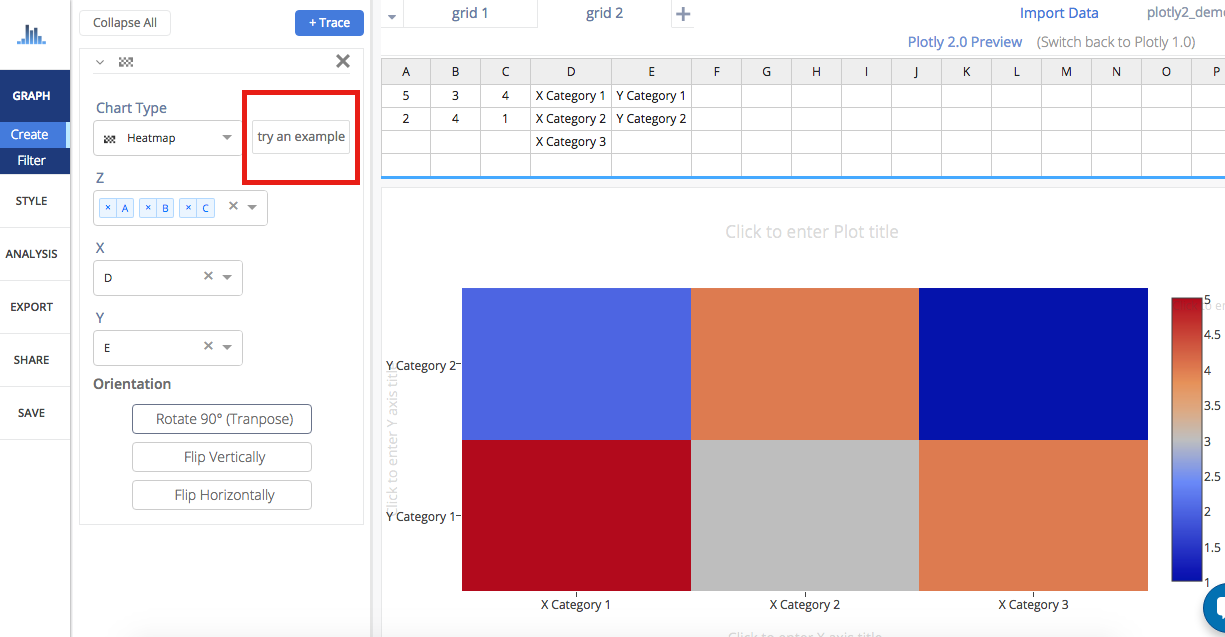 Collapse All
+ Trace
grid 1
grid 2
Import Data
plotly2_dem
Plotly 2.0 Preview (Switch back to Plotly 1.0)
GRAPH
Create
Filter
STYLE
ANALYSIS
EXPORT
SHARE
SAVE
Chart Type
Heatmap
try an example
Z
× A × B × C
X
D
Y
E
Orientation
Rotate 90° (Tranpose)
Flip Vertically
Flip Horizontally
A B C D E F G H I J K L M N O P
5 3 4 X Category 1 Y Category 1
2 4 1 X Category 2 Y Category 2
X Category 3
Click to enter Plot title
Y Category 2
Click to enter Y axis title
Y Category 1
X Category 1
X Category 2
X Category 3
Click to enter X axis title
5
4.5
4
3.5
3
2.5
2
1.5
1